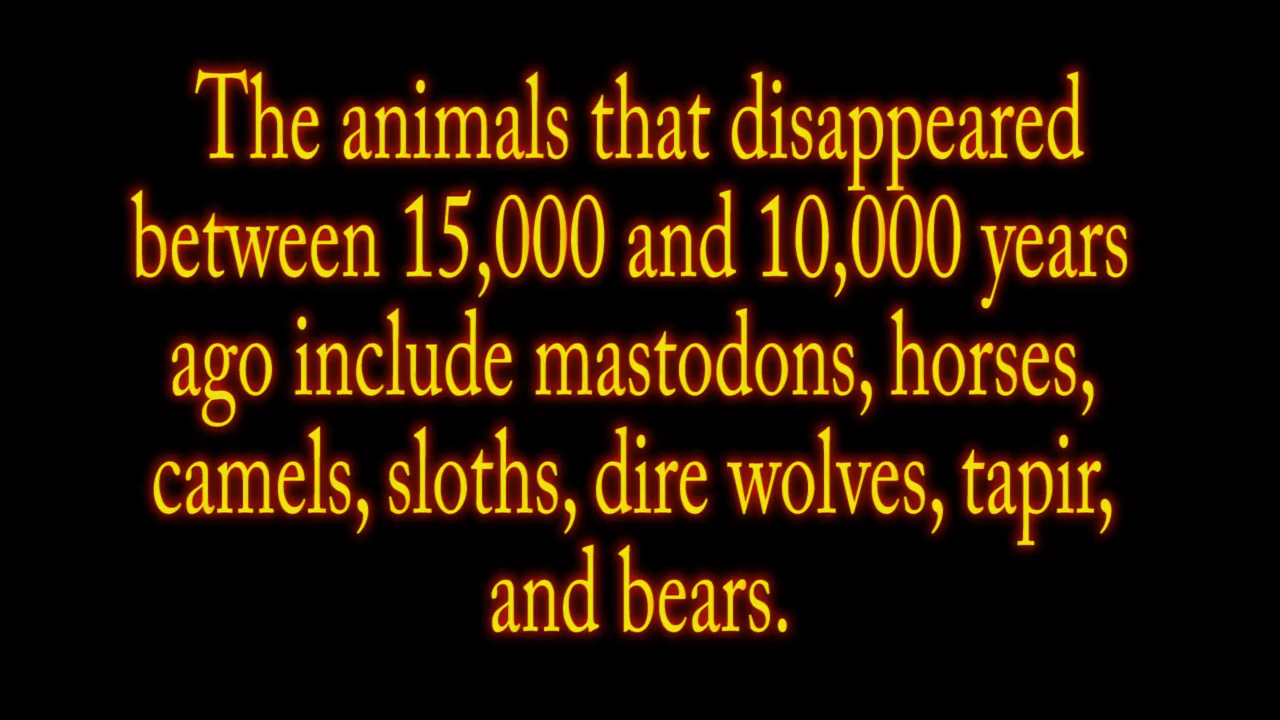 The animals that disappeared
between 15,000 and 10,000 years
ago include mastodons, horses,
camels, sloths, dire wolves, tapir,
and bears.